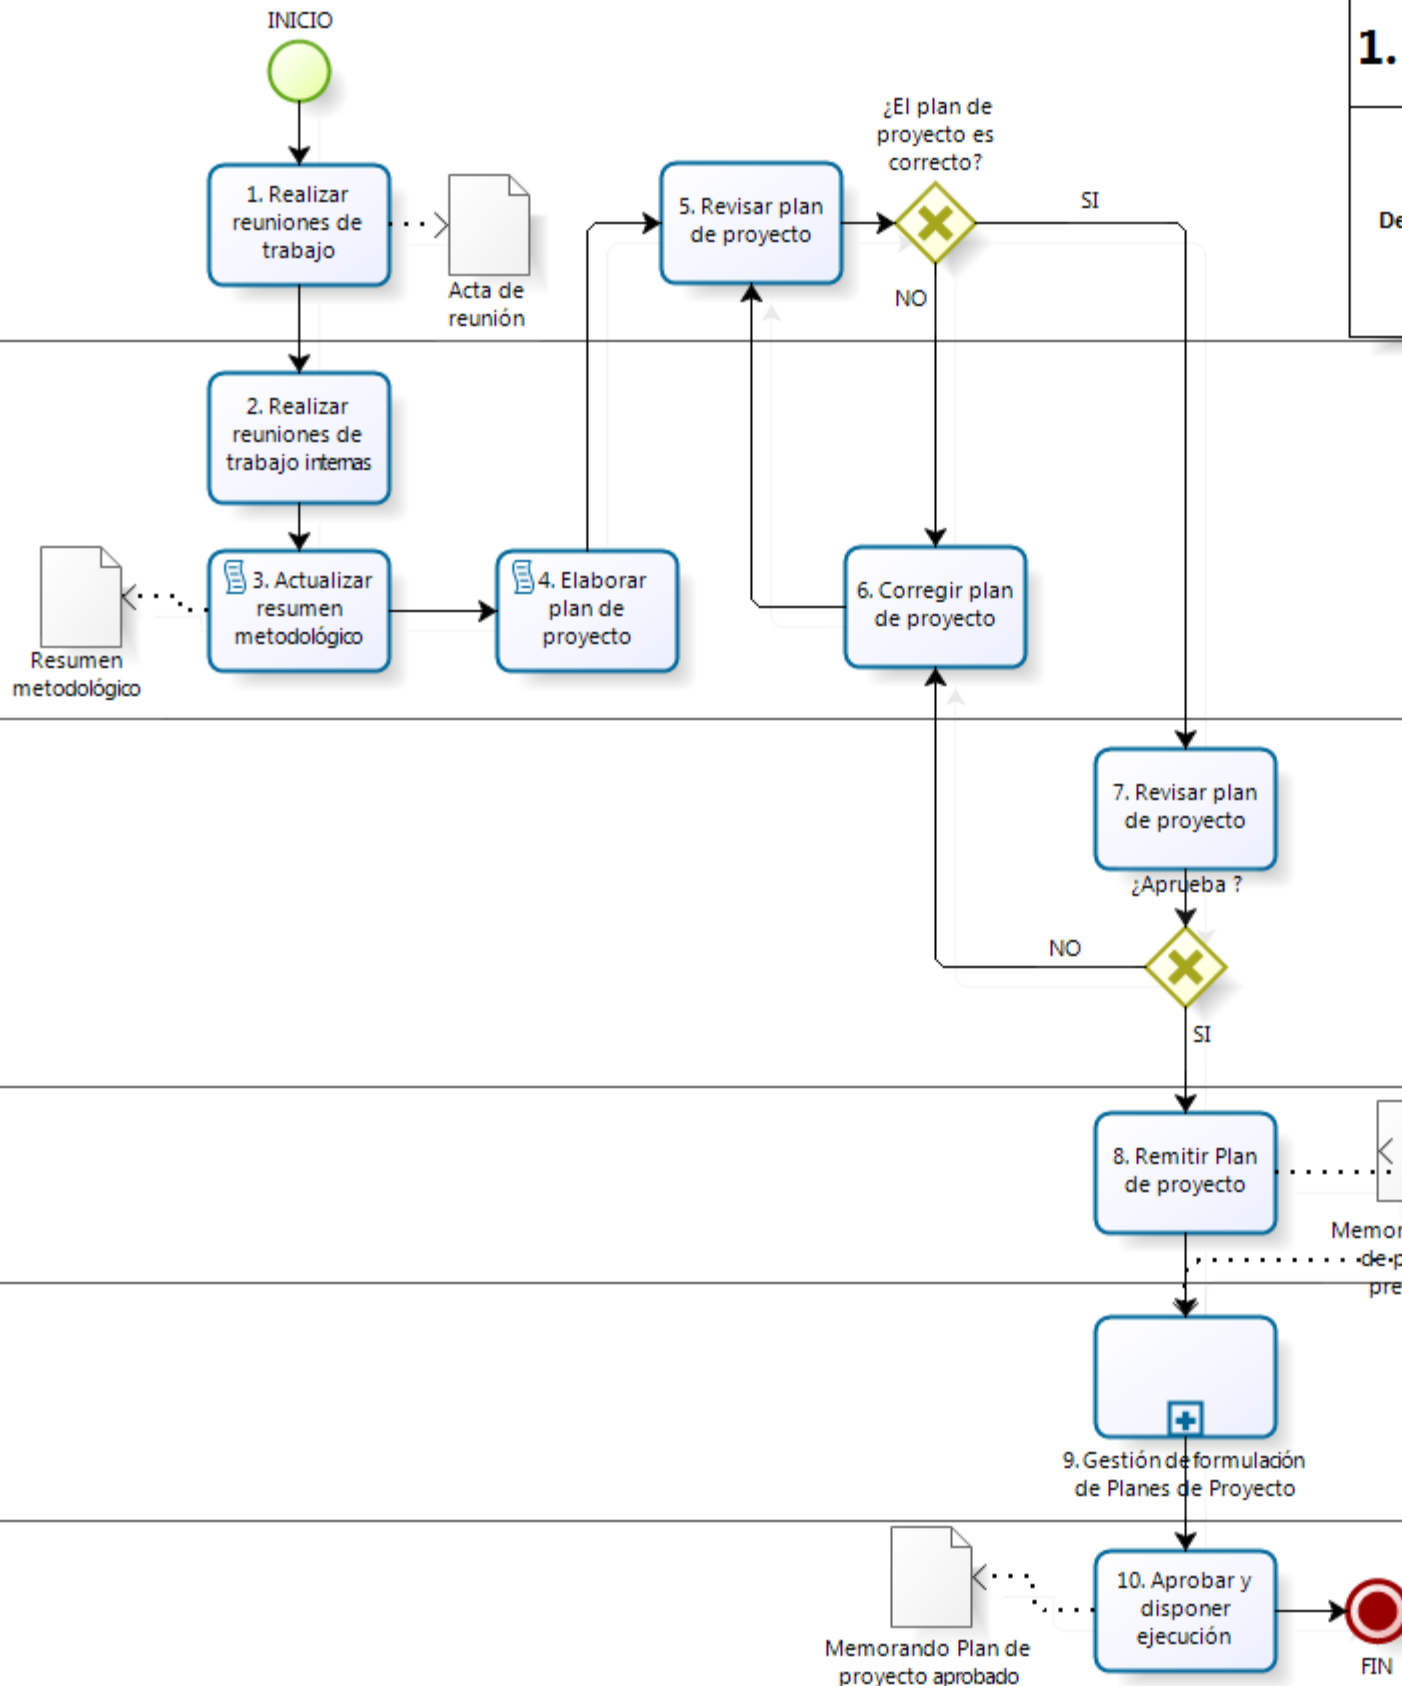 INICIO
1.
¿El plan de
proyecto es
correcto?
1. Realizar
reuniones de
trabajo
5. Revisar plan
de proyecto
SI
De
Acta de
reunión
NO
2. Realizar
reuniones de
trabajo internas
3. Actualizar
resumen
metodológico
4. Elaborar
plan de
proyecto
6. Corregir plan
de proyecto
Resumen
metodológico
7. Revisar plan
de proyecto
¿Aprueba ?
NO
SI
8. Remitir Plan
de proyecto
Memor
de p
pre
9. Gestión de formulación
de Planes de Proyecto
10. Aprobar y
disponer
ejecución
Memorando Plan de
proyecto aprobado
FIN